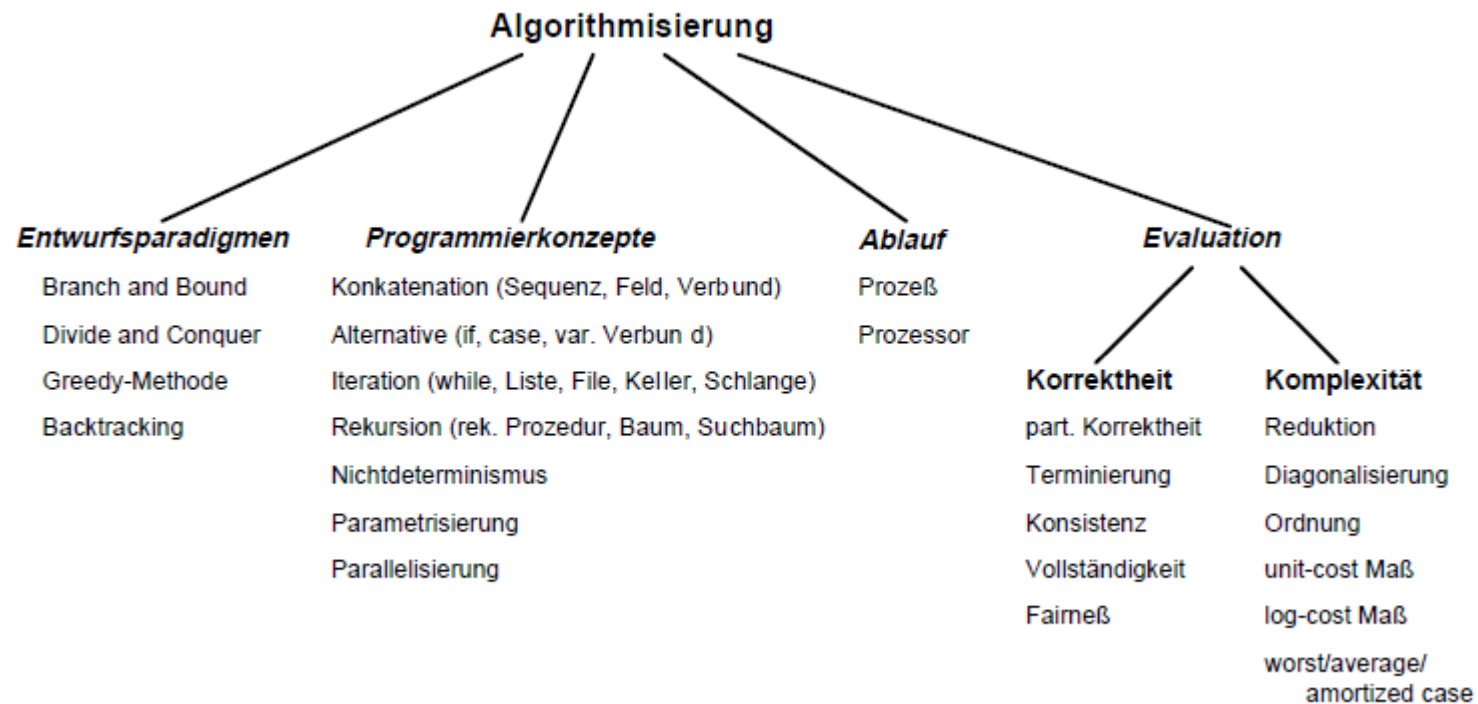 Algorithmisierung
Entwurfsparadigmen
Branch and Bound
Divide and Conquer
Greedy-Methode
Backtracking
Programmierkonzepte
Konkatenation (Sequenz, Feld, Verbund)
Alternative (if, case, var. Verbun d)
Iteration (while, Liste, File, Keller, Schlange)
Rekursion (rek. Prozedur, Baum, Suchbaum)
Nichtdeterminismus
Parametrisierung
Parallelisierung
Ablauf
Prozeß
Prozessor
Evaluation
Korrektheit
part. Korrektheit
Terminierung
Konsistenz
Vollständigkeit
Fairneß
Komplexität
Reduktion
Diagonalisierung
Ordnung
unit-cost Maß
log-cost Maß
worst/average/
amortized case